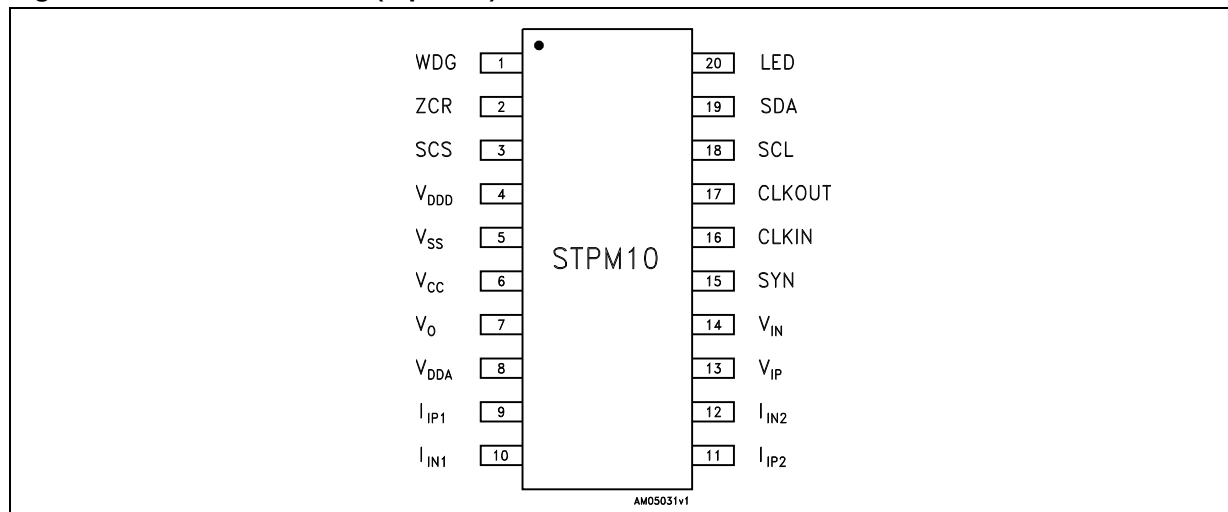 WDG 1 20 LED
ZCR 2 19 SDA
SCS 3 18 SCL
VDDD 4 17 CLKOUT
VSS 5 16 CLKIN
STPM10
VCC 6 15 SYN
VO 7 14 VIN
VDDA 8 13 VIP
IIP1 9 12 IIN2
IIN1 10 11 IIP2
AM05031v1